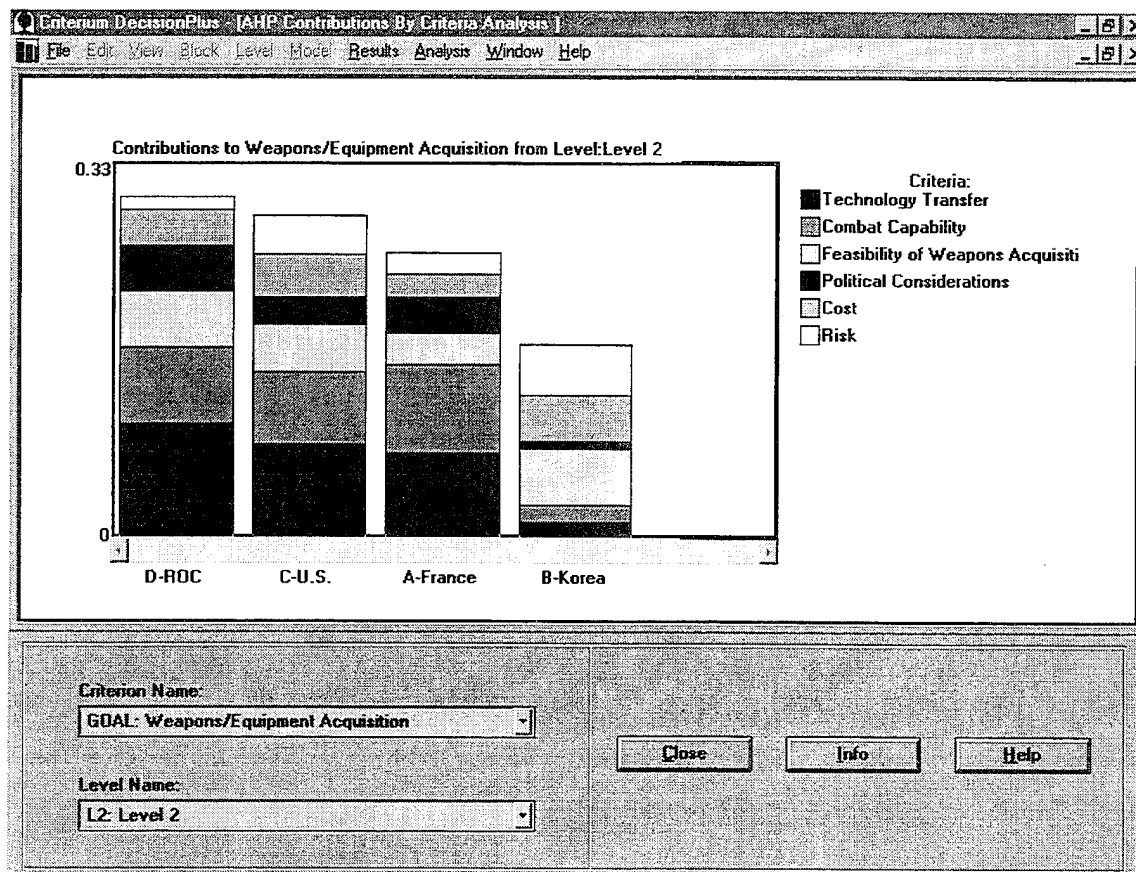 Criterium DecisionPlus - [AHP Contributions By Criteria Analysis ]
File Edit View Block Level Model Results Analysis Window Help
Contributions to Weapons/Equipment Acquisition from Level:Level 2
0.33
0
D-ROC C-U.S. A-France B-Korea
Criteria:
Technology Transfer
Combat Capability
Feasibility of Weapons Acquisiti
Political Considerations
Cost
Risk
Criterion Name:
GOAL: Weapons/Equipment Acquisition
Level Name:
L2: Level 2
Close Info Help